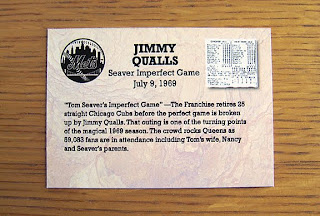 Mets
JIMMY
QUALLS
Seaver Imperfect Game
July 9, 1969
"Tom Seaver's Imperfect Game" —The Franchise retires 25
straight Chicago Cubs before the perfect game is broken
up by Jimmy Qualls. That outing is one of the turning points
of the magical 1969 season. The crowd rocks Queens as
59,083 fans are in attendance including Tom's wife, Nancy
and Seaver's parents.